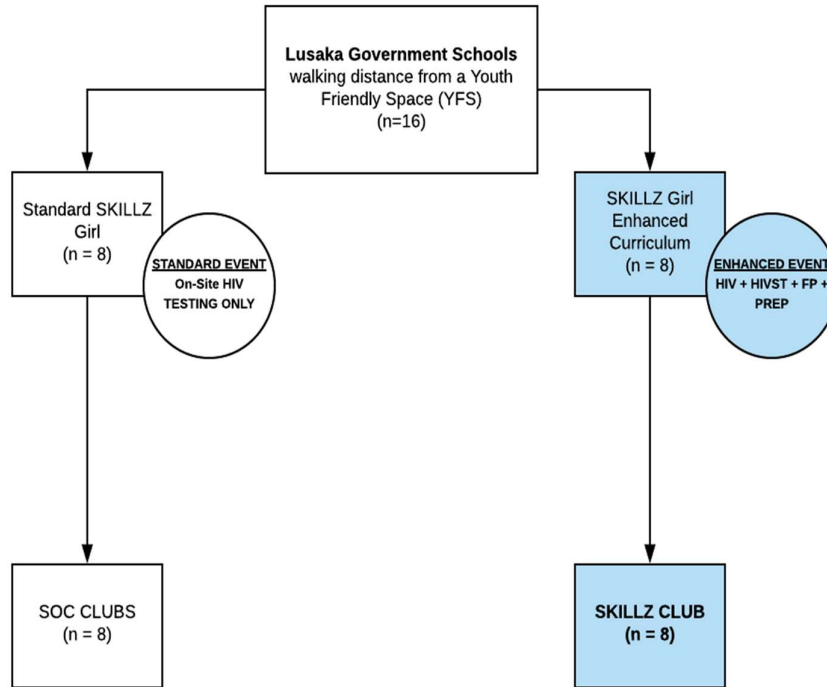 Lusaka Government Schools
walking distance from a Youth
Friendly Space (YFS)
(n=16)
Standard SKILLZ
Girl
(n = 8)
STANDARD EVENT
On-Site HIV
TESTING ONLY
SKILLZ Girl
Enhanced
Curriculum
(n = 8)
ENHANCED EVENT
HIV + HIVST + FP +
PREP
SOC CLUBS
(n = 8)
SKILLZ CLUB
(n = 8)